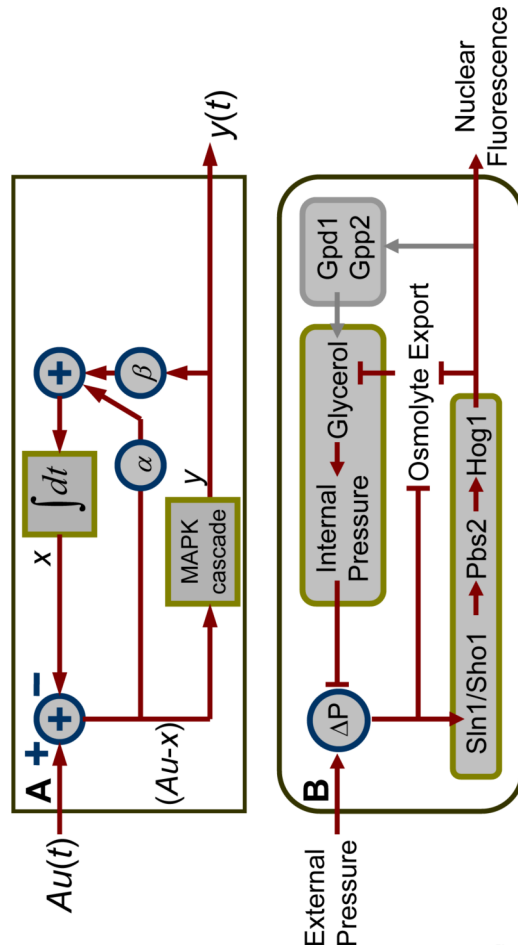 A
Au(t)
+
−
+
x
∫dt
+
α
β
(Au-x)
MAPK
cascade
y
y(t)
B
External
Pressure
ΔP
Internal
Pressure
Glycerol
Gpd1
Gpp2
Osmolyte Export
Sln1/Sho1
Pbs2
Hog1
Nuclear
Fluorescence